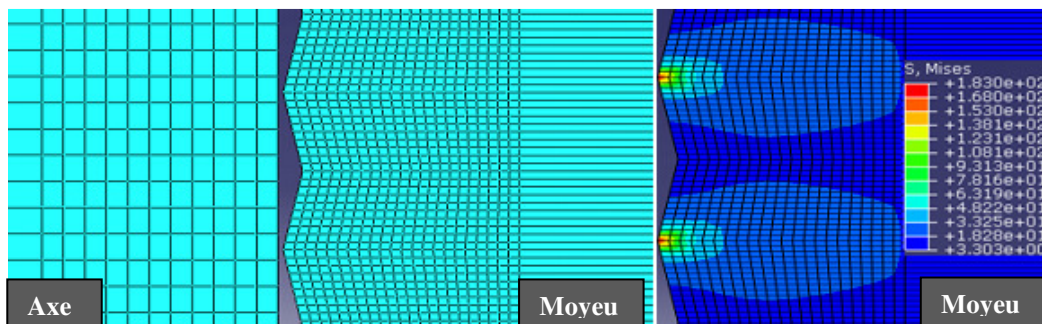 S, Mises
+1.830e+02
+1.680e+02
+1.530e+02
+1.381e+02
+1.231e+02
+1.081e+02
+9.313e+01
+7.816e+01
+6.319e+01
+4.822e+01
+3.325e+01
+1.828e+01
+3.303e+00
Axe
Moyeu
Moyeu